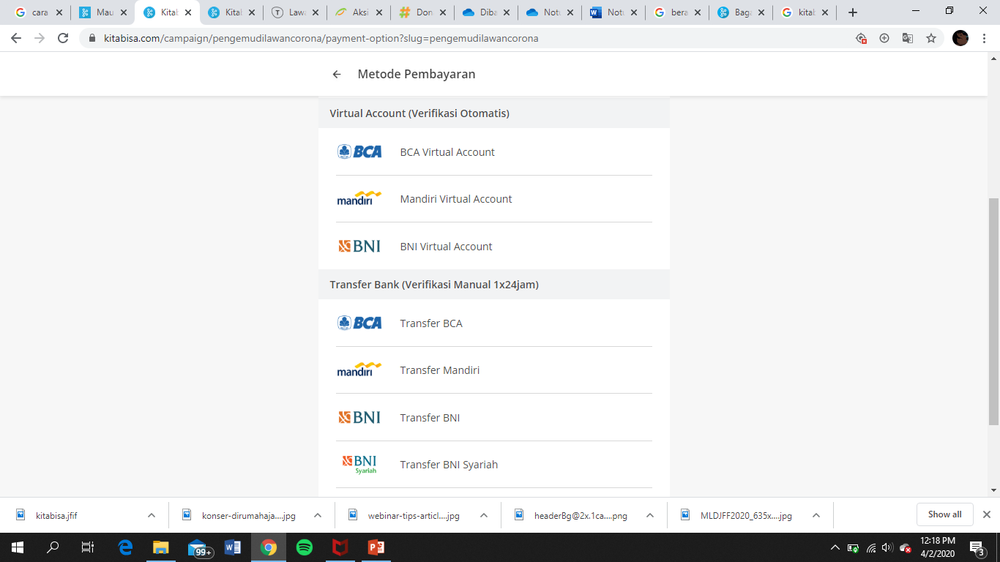 cara
Mau
Kitab
Kital
Lawa
Aksi
Don
Diba
Notu
Notu
bera
Baga
kitab
kitabisa.com/campaign/pengemudilawancorona/payment-option?slug=pengemudilawancorona
Metode Pembayaran
Virtual Account (Verifikasi Otomatis)
BCA BCA Virtual Account
mandiri Mandiri Virtual Account
BNI BNI Virtual Account
Transfer Bank (Verifikasi Manual 1x24jam)
BCA Transfer BCA
mandiri Transfer Mandiri
BNI Transfer BNI
BNI Syariah Transfer BNI Syariah
kitabisa.jfif
konser-dirumahaja....jpg
webinar-tips-articl....jpg
headerBg@2x.1ca....png
MLDJFF2020_635x....jpg
Show all
99+
12:18 PM
4/2/2020
3